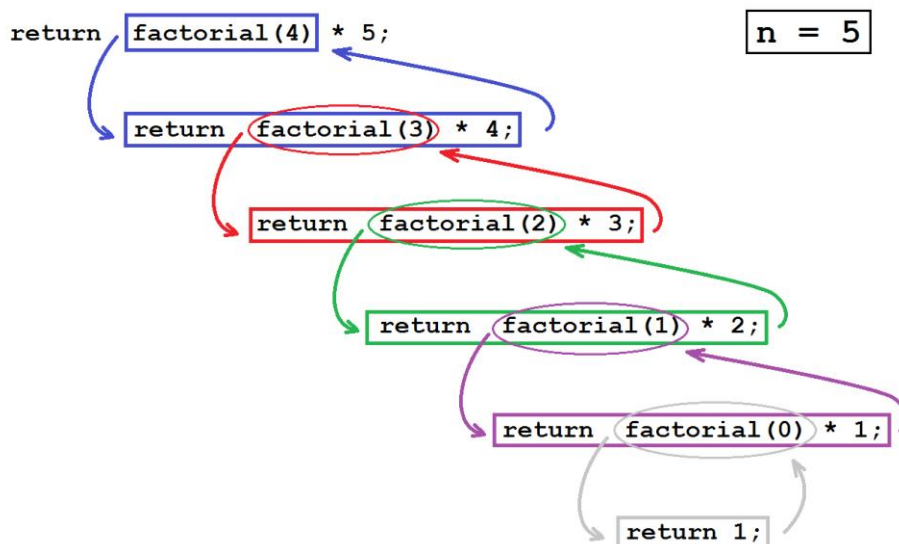 return factorial(4) * 5;
n = 5
return factorial(3) * 4;
return factorial(2) * 3;
return factorial(1) * 2;
return factorial(0) * 1;
return 1;